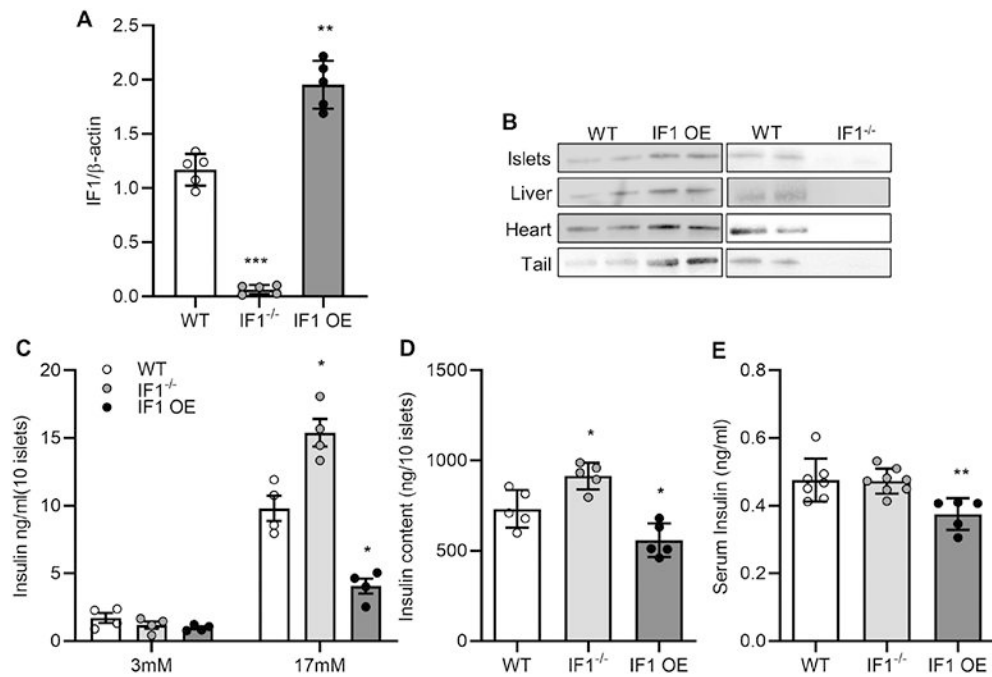 A
**
2.5
2.0
1.5
1.0
0.5
0.0
IF1/β-actin
***
WT IF1-/- IF1 OE
B
WT IF1 OE WT IF1-/-
Islets
Liver
Heart
Tail
C
WT
IF1-/-
IF1 OE
20
15
10
5
0
Insulin ng/ml(10 islets)
*
*
3mM 17mM
D
1500
1000
500
0
Insulin content (ng/10 islets)
*
*
WT IF1-/- IF1 OE
E
0.8
0.6
0.4
0.2
0.0
Serum Insulin (ng/ml)
**
WT IF1-/- IF1 OE